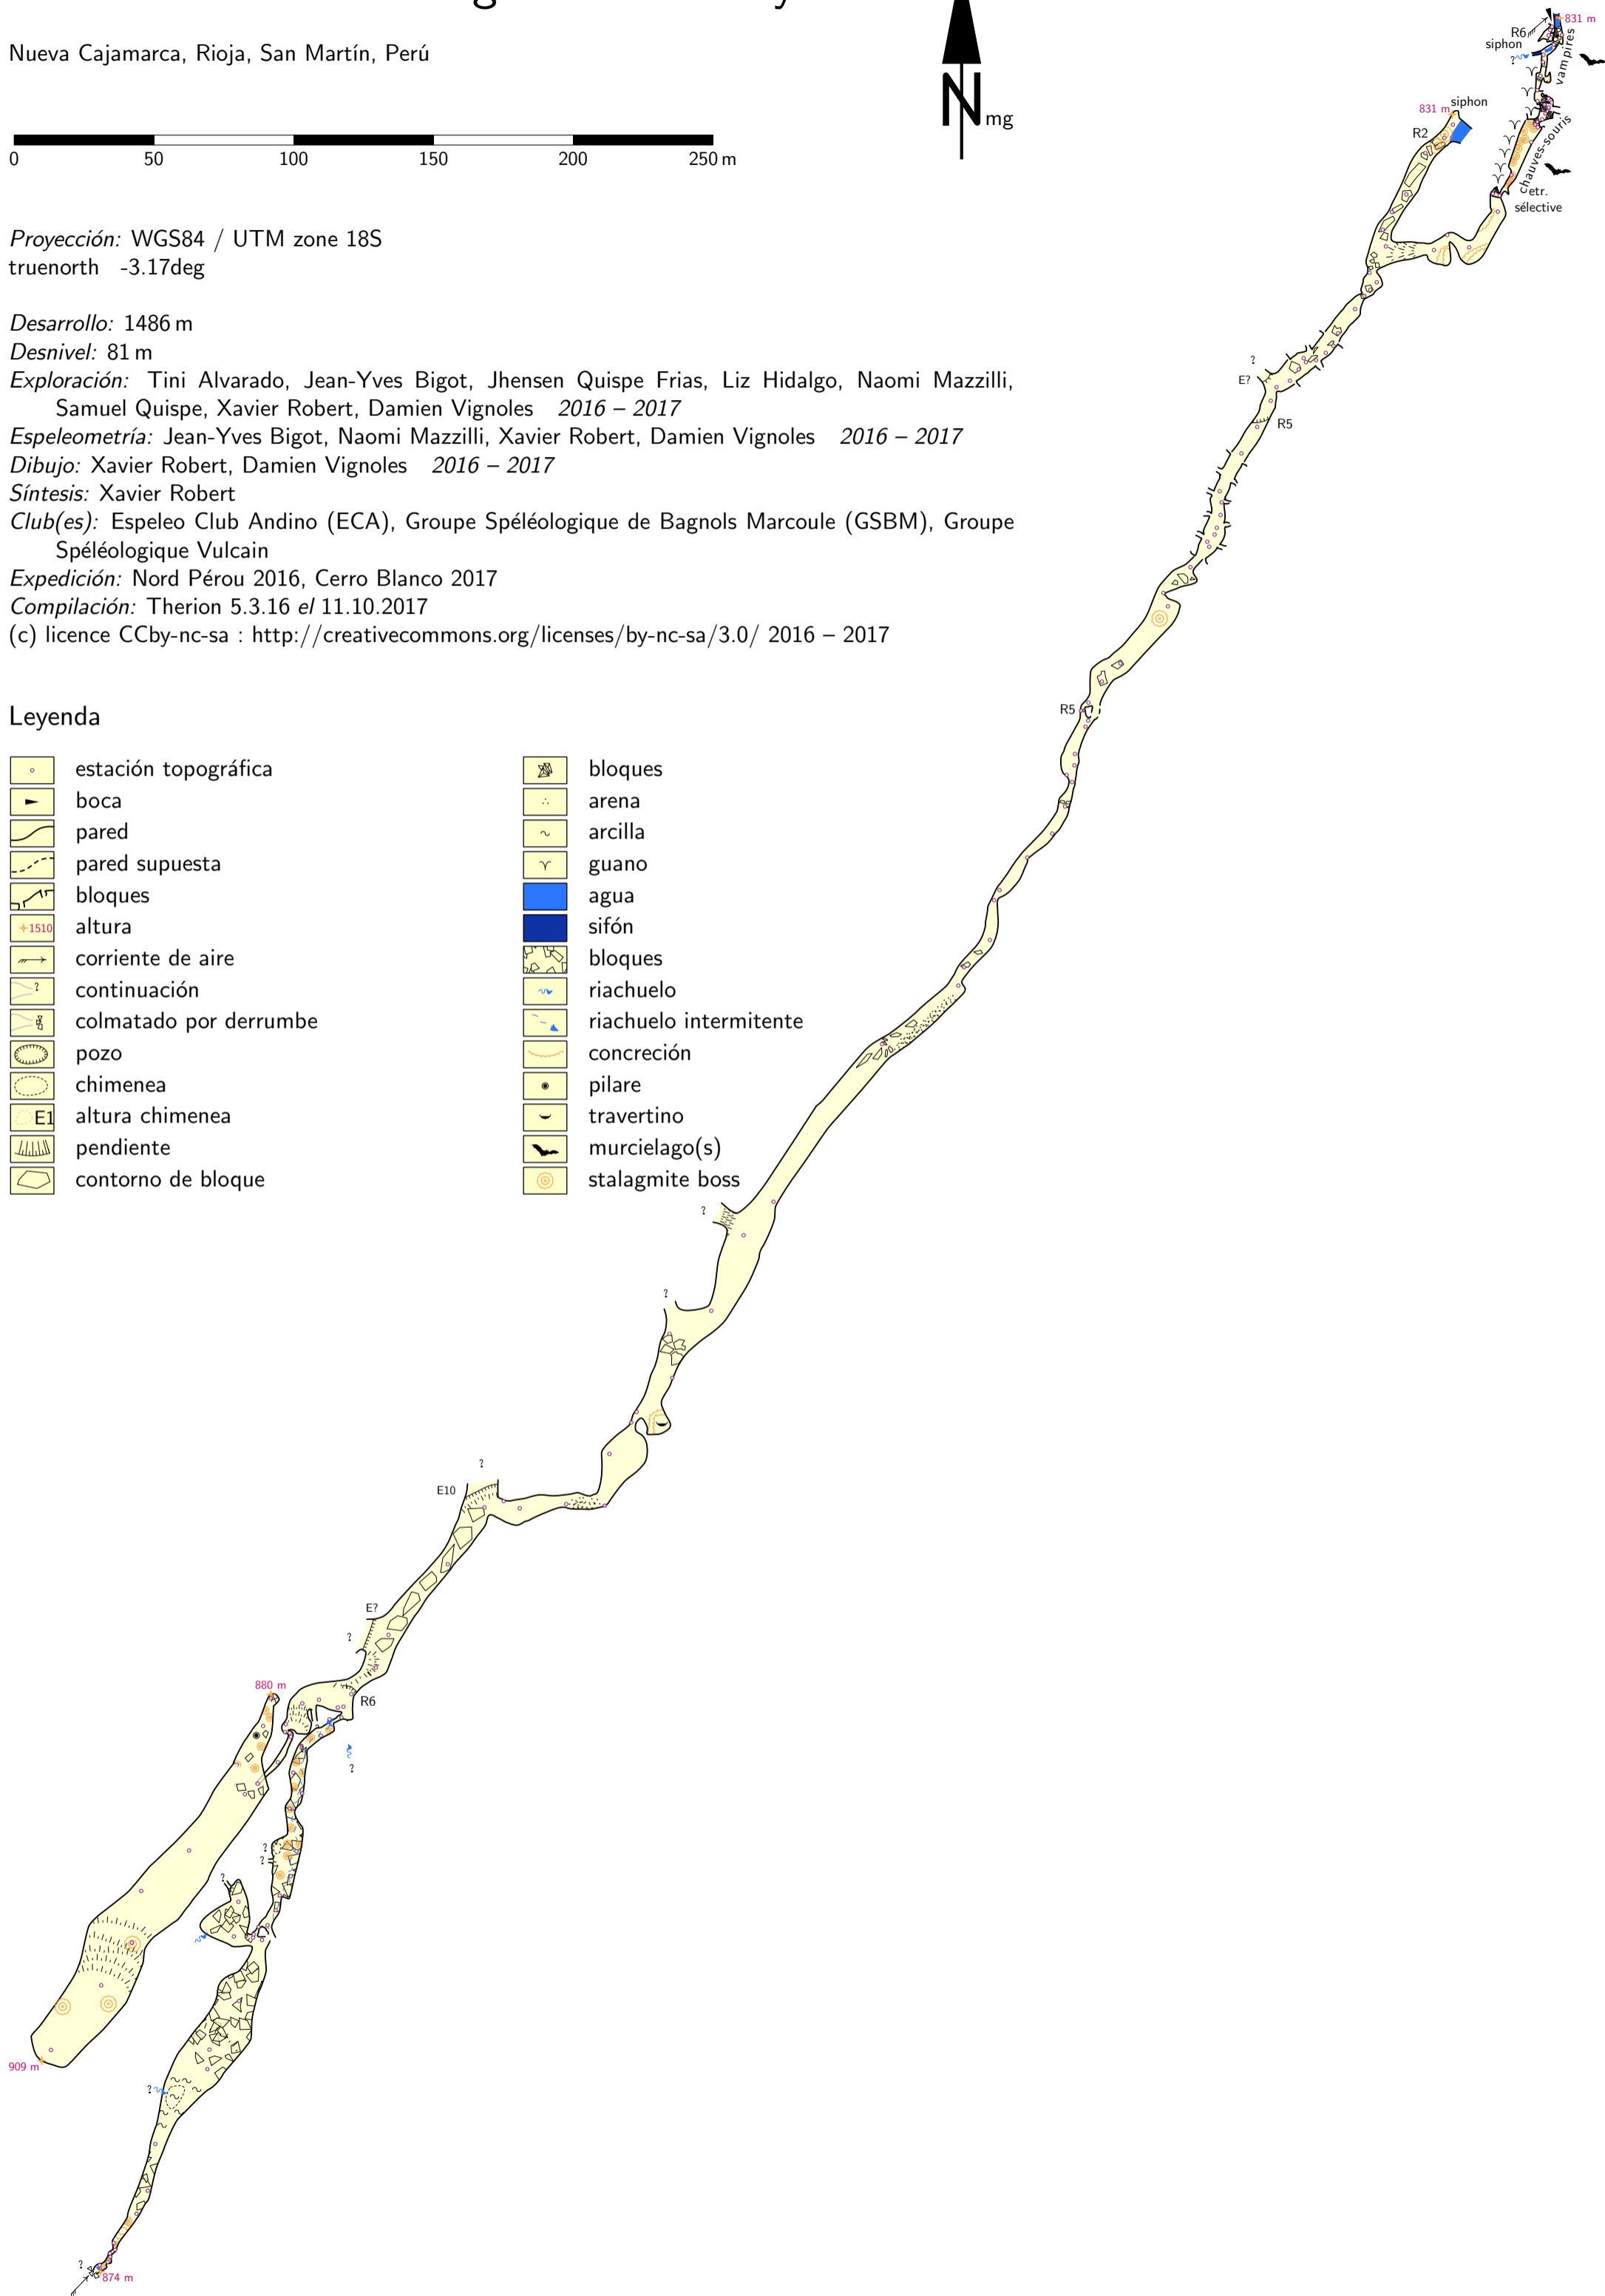 Nueva Cajamarca, Rioja, San Martín, Perú
0 50 100 150 200 250 m
N mg
Proyección: WGS84 / UTM zone 18S
truenorth -3.17deg
Desarrollo: 1486 m
Desnivel: 81 m
Exploración: Tini Alvarado, Jean-Yves Bigot, Jhensen Quispe Frias, Liz Hidalgo, Naomi Mazzilli,
Samuel Quispe, Xavier Robert, Damien Vignoles 2016 – 2017
Espeleometría: Jean-Yves Bigot, Naomi Mazzilli, Xavier Robert, Damien Vignoles 2016 – 2017
Dibujo: Xavier Robert, Damien Vignoles 2016 – 2017
Síntesis: Xavier Robert
Club(es): Espeleo Club Andino (ECA), Groupe Spéléologique de Bagnols Marcoule (GSBM), Groupe
Spéléologique Vulcain
Expedición: Nord Pérou 2016, Cerro Blanco 2017
Compilación: Therion 5.3.16 el 11.10.2017
(c) licence CCby-nc-sa : http://creativecommons.org/licenses/by-nc-sa/3.0/ 2016 – 2017
Leyenda
estación topográfica
boca
pared
pared supuesta
bloques
1510 altura
corriente de aire
? continuación
colmatado por derrumbe
pozo
chimenea
E1 altura chimenea
pendiente
contorno de bloque
bloques
arena
arcilla
guano
agua
sifón
bloques
riachuelo
riachuelo intermitente
concreción
pilare
travertino
murcielago(s)
stalagmite boss
831 m
R6
siphon
?
vampires
831 m
siphon
R2
chauves-souris
etr.
sélective
?
E?
R5
R5
?
?
?
E10
E?
?
880 m
R6
?
?
?
?
909 m
?
?
874 m